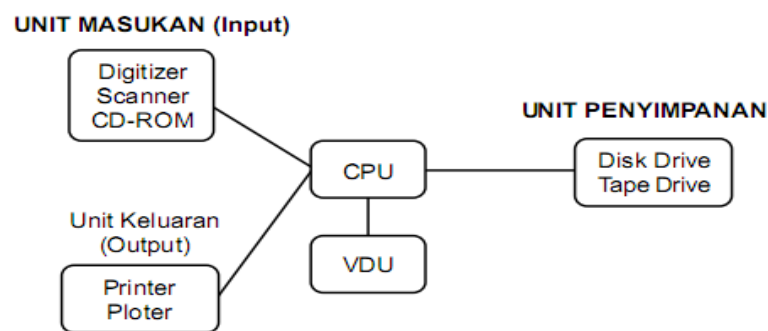 UNIT MASUKAN (Input)
Digitizer
Scanner
CD-ROM
UNIT PENYIMPANAN
CPU
Disk Drive
Tape Drive
Unit Keluaran
(Output)
VDU
Printer
Ploter